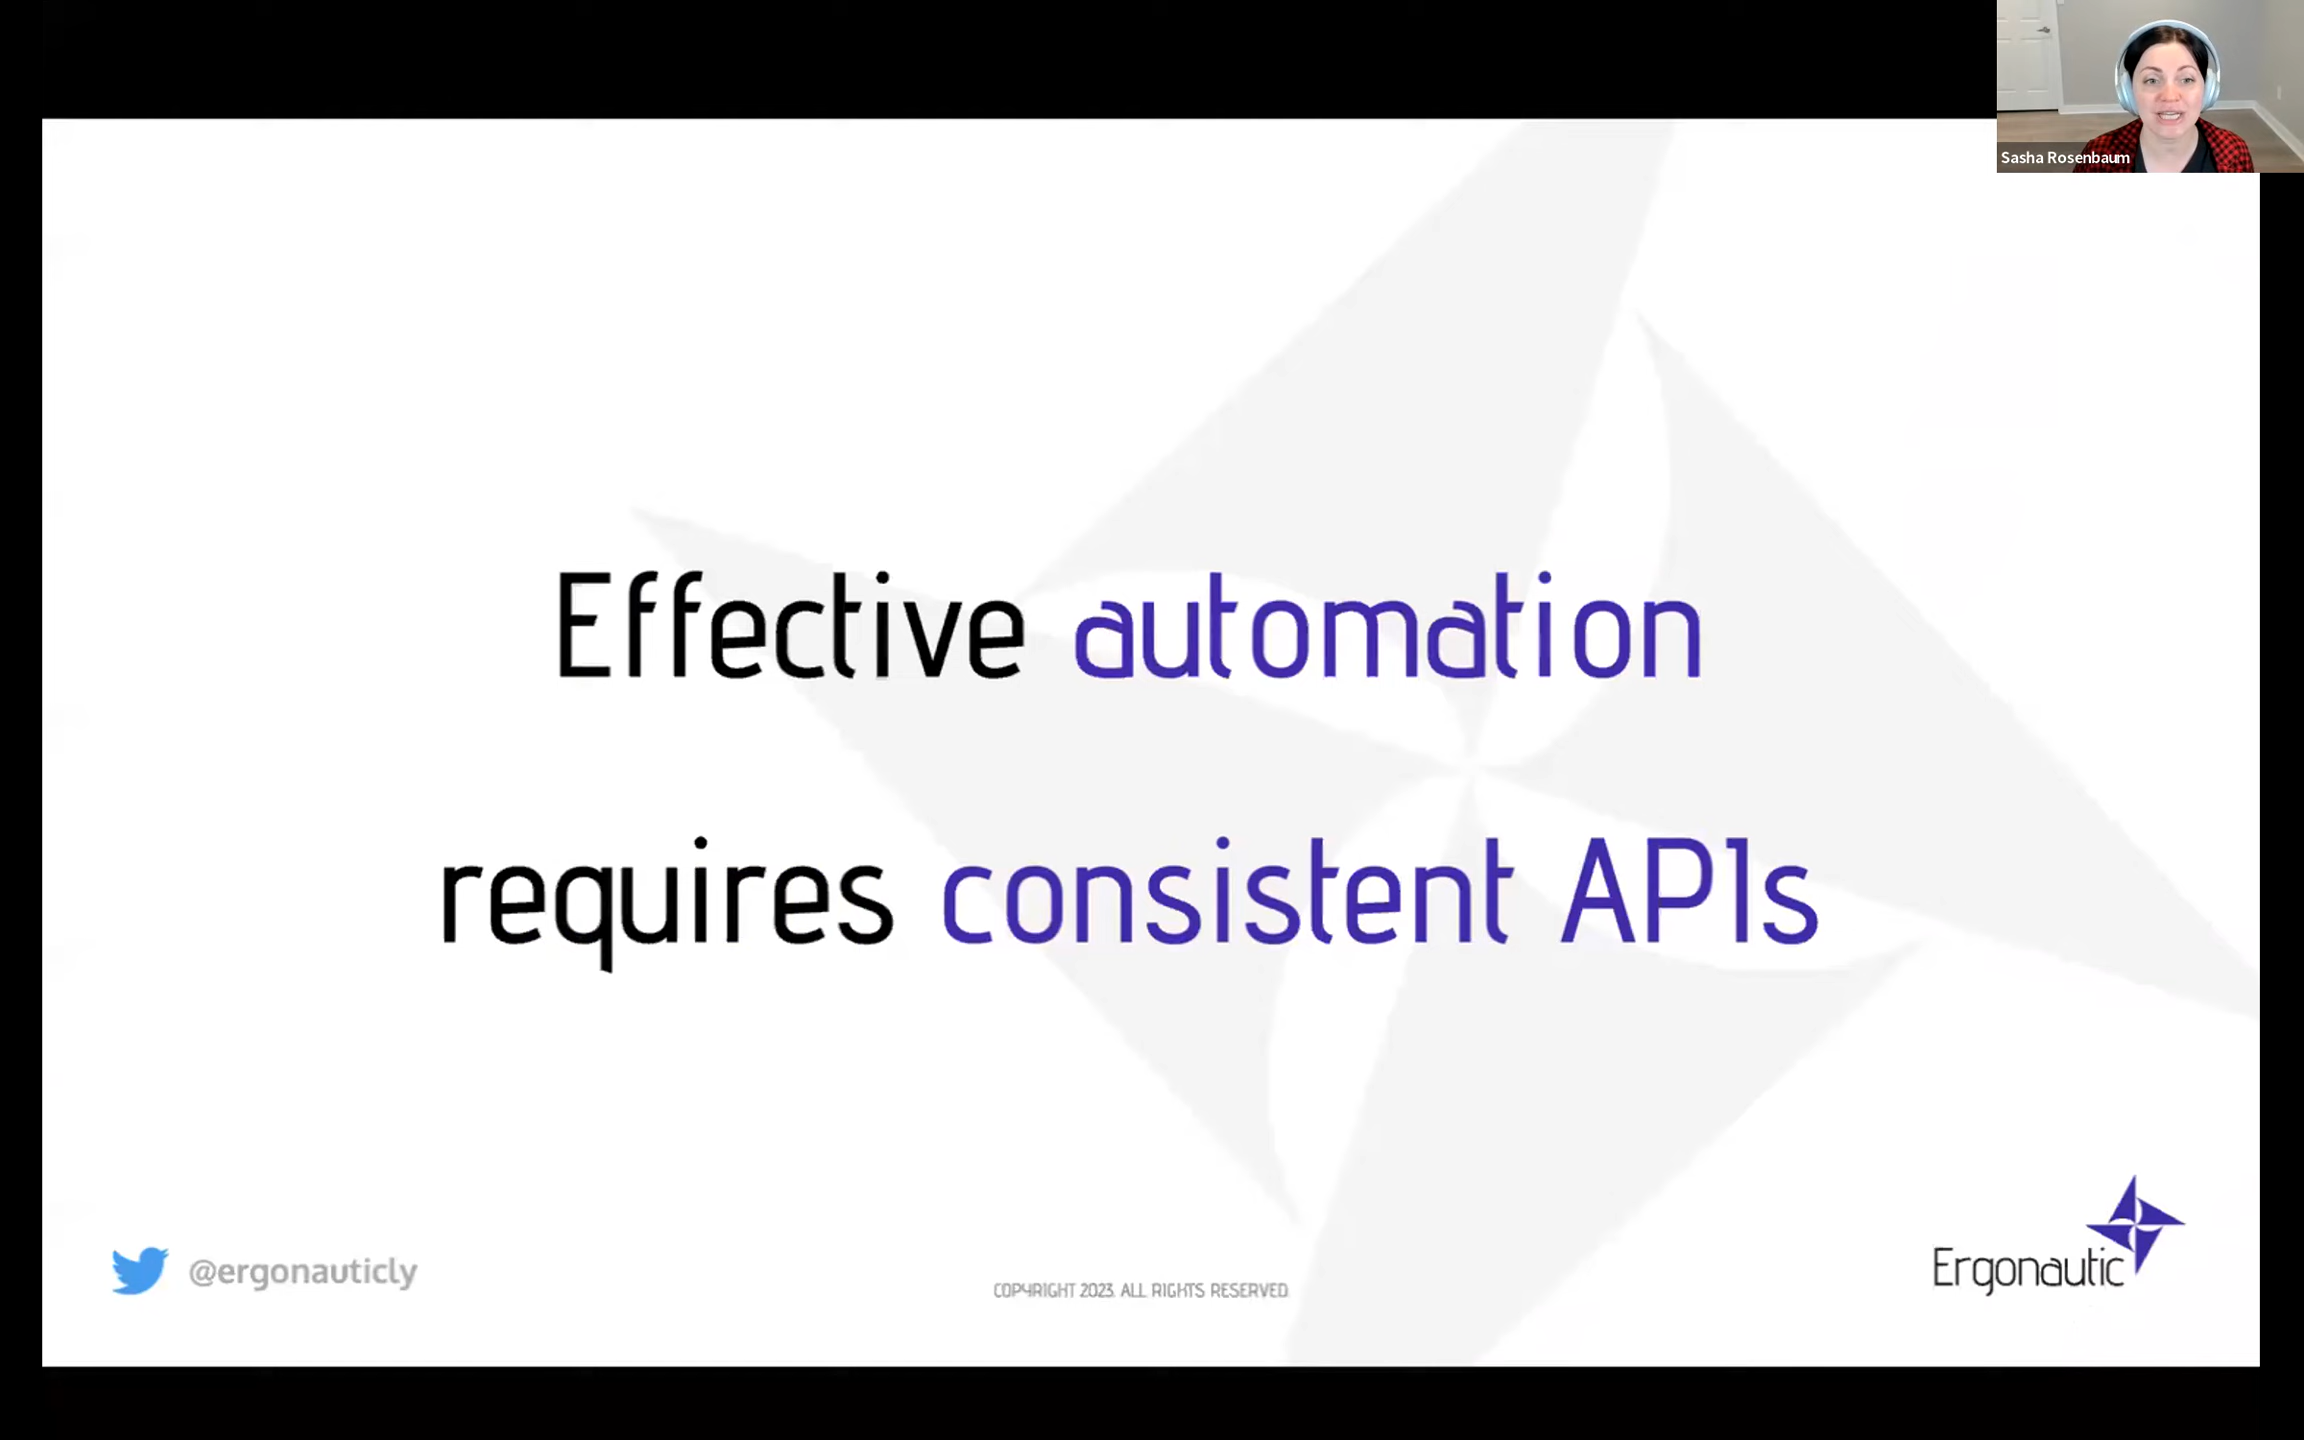 Sasha Rosenbaum
Effective automation
requires consistent APIs
@ergonauticly
COPYRIGHT 2023. ALL RIGHTS RESERVED.
Ergonautic